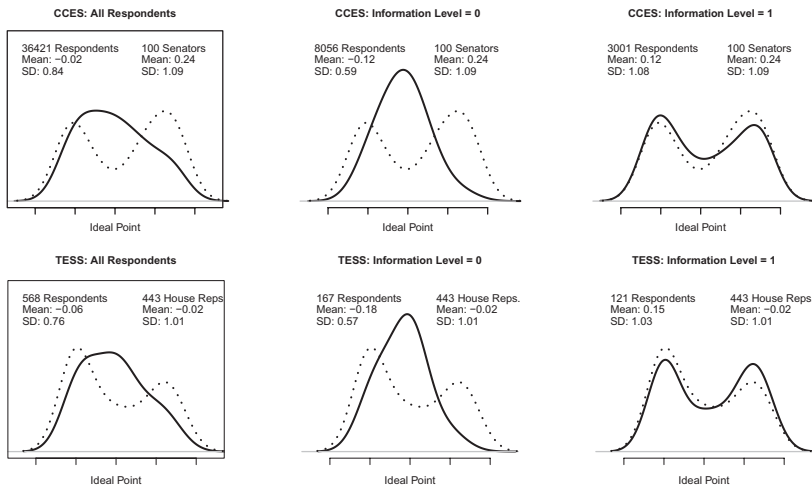 CCES: All Respondents
36421 Respondents
Mean: −0.02
SD: 0.84
100 Senators
Mean: 0.24
SD: 1.09
Ideal Point
CCES: Information Level = 0
8056 Respondents
Mean: −0.12
SD: 0.59
100 Senators
Mean: 0.24
SD: 1.09
Ideal Point
CCES: Information Level = 1
3001 Respondents
Mean: 0.12
SD: 1.08
100 Senators
Mean: 0.24
SD: 1.09
Ideal Point
TESS: All Respondents
568 Respondents
Mean: −0.06
SD: 0.76
443 House Reps
Mean: −0.02
SD: 1.01
Ideal Point
TESS: Information Level = 0
167 Respondents
Mean: −0.18
SD: 0.57
443 House Reps.
Mean: −0.02
SD: 1.01
Ideal Point
TESS: Information Level = 1
121 Respondents
Mean: 0.15
SD: 1.03
443 House Reps.
Mean: −0.02
SD: 1.01
Ideal Point